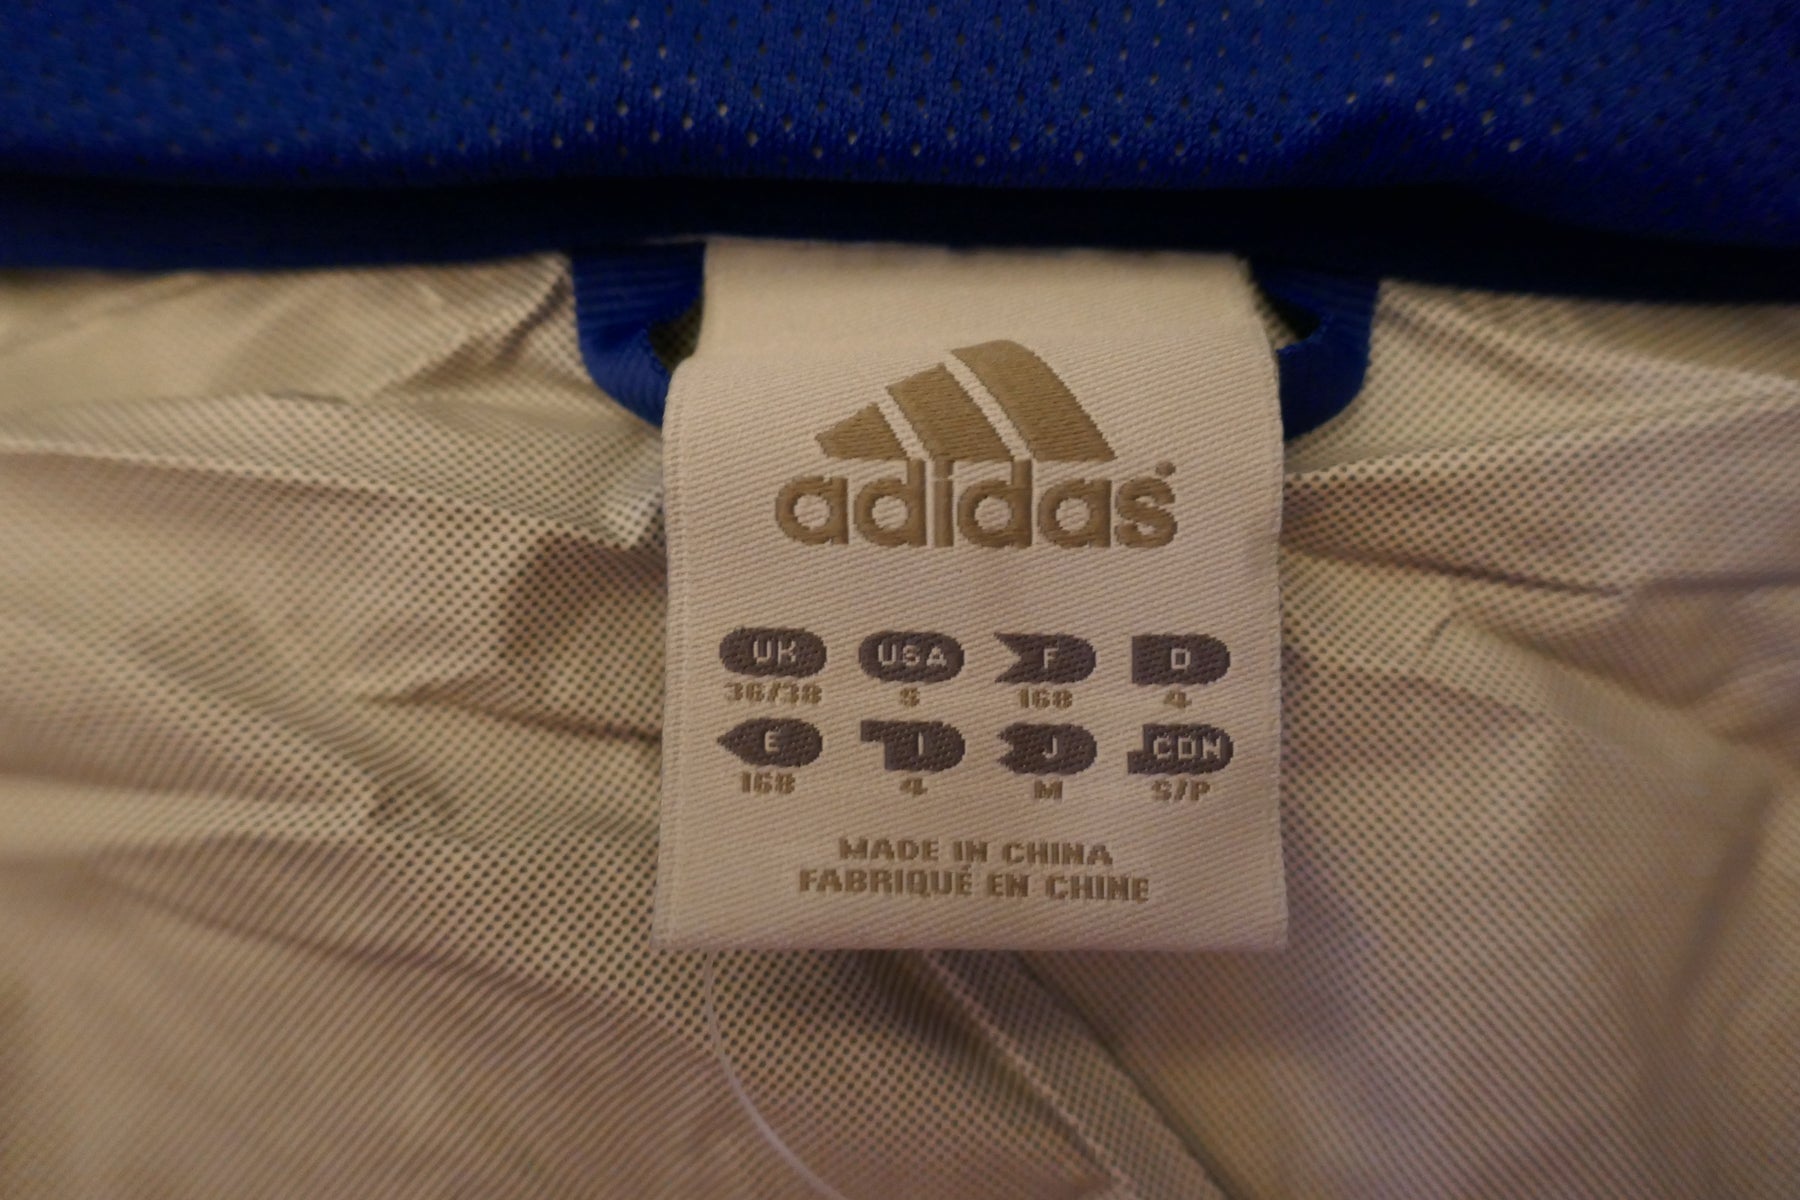 adidas
UK USA F D
36/38 S 168 4
E I J CDN
168 4 M S/P
MADE IN CHINA
FABRIQUÉ EN CHINE